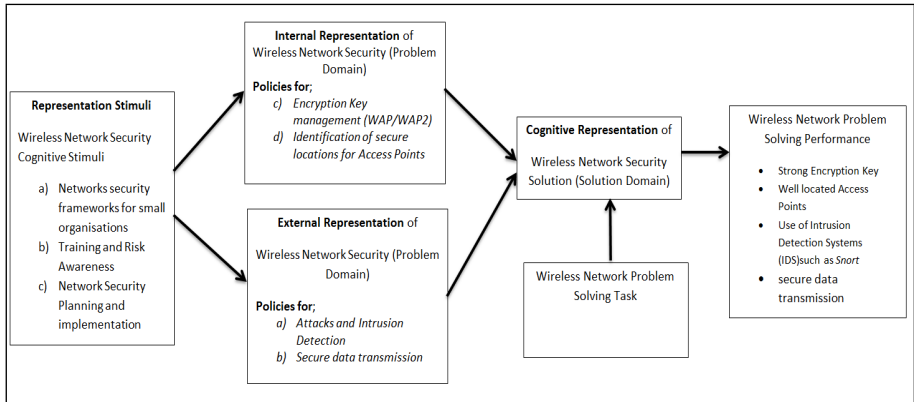 Representation Stimuli
Wireless Network Security
Cognitive Stimuli
a) Networks security
frameworks for small
organisations
b) Training and Risk
Awareness
c) Network Security
Planning and
implementation
Internal Representation of
Wireless Network Security (Problem
Domain)
Policies for;
c) Encryption Key
management (WAP/WAP2)
d) Identification of secure
locations for Access Points
External Representation of
Wireless Network Security (Problem
Domain)
Policies for;
a) Attacks and Intrusion
Detection
b) Secure data transmission
Cognitive Representation of
Wireless Network Security
Solution (Solution Domain)
Wireless Network Problem
Solving Task
Wireless Network Problem
Solving Performance
• Strong Encryption Key
• Well located Access
Points
• Use of Intrusion
Detection Systems
(IDS)such as Snort
• secure data
transmission